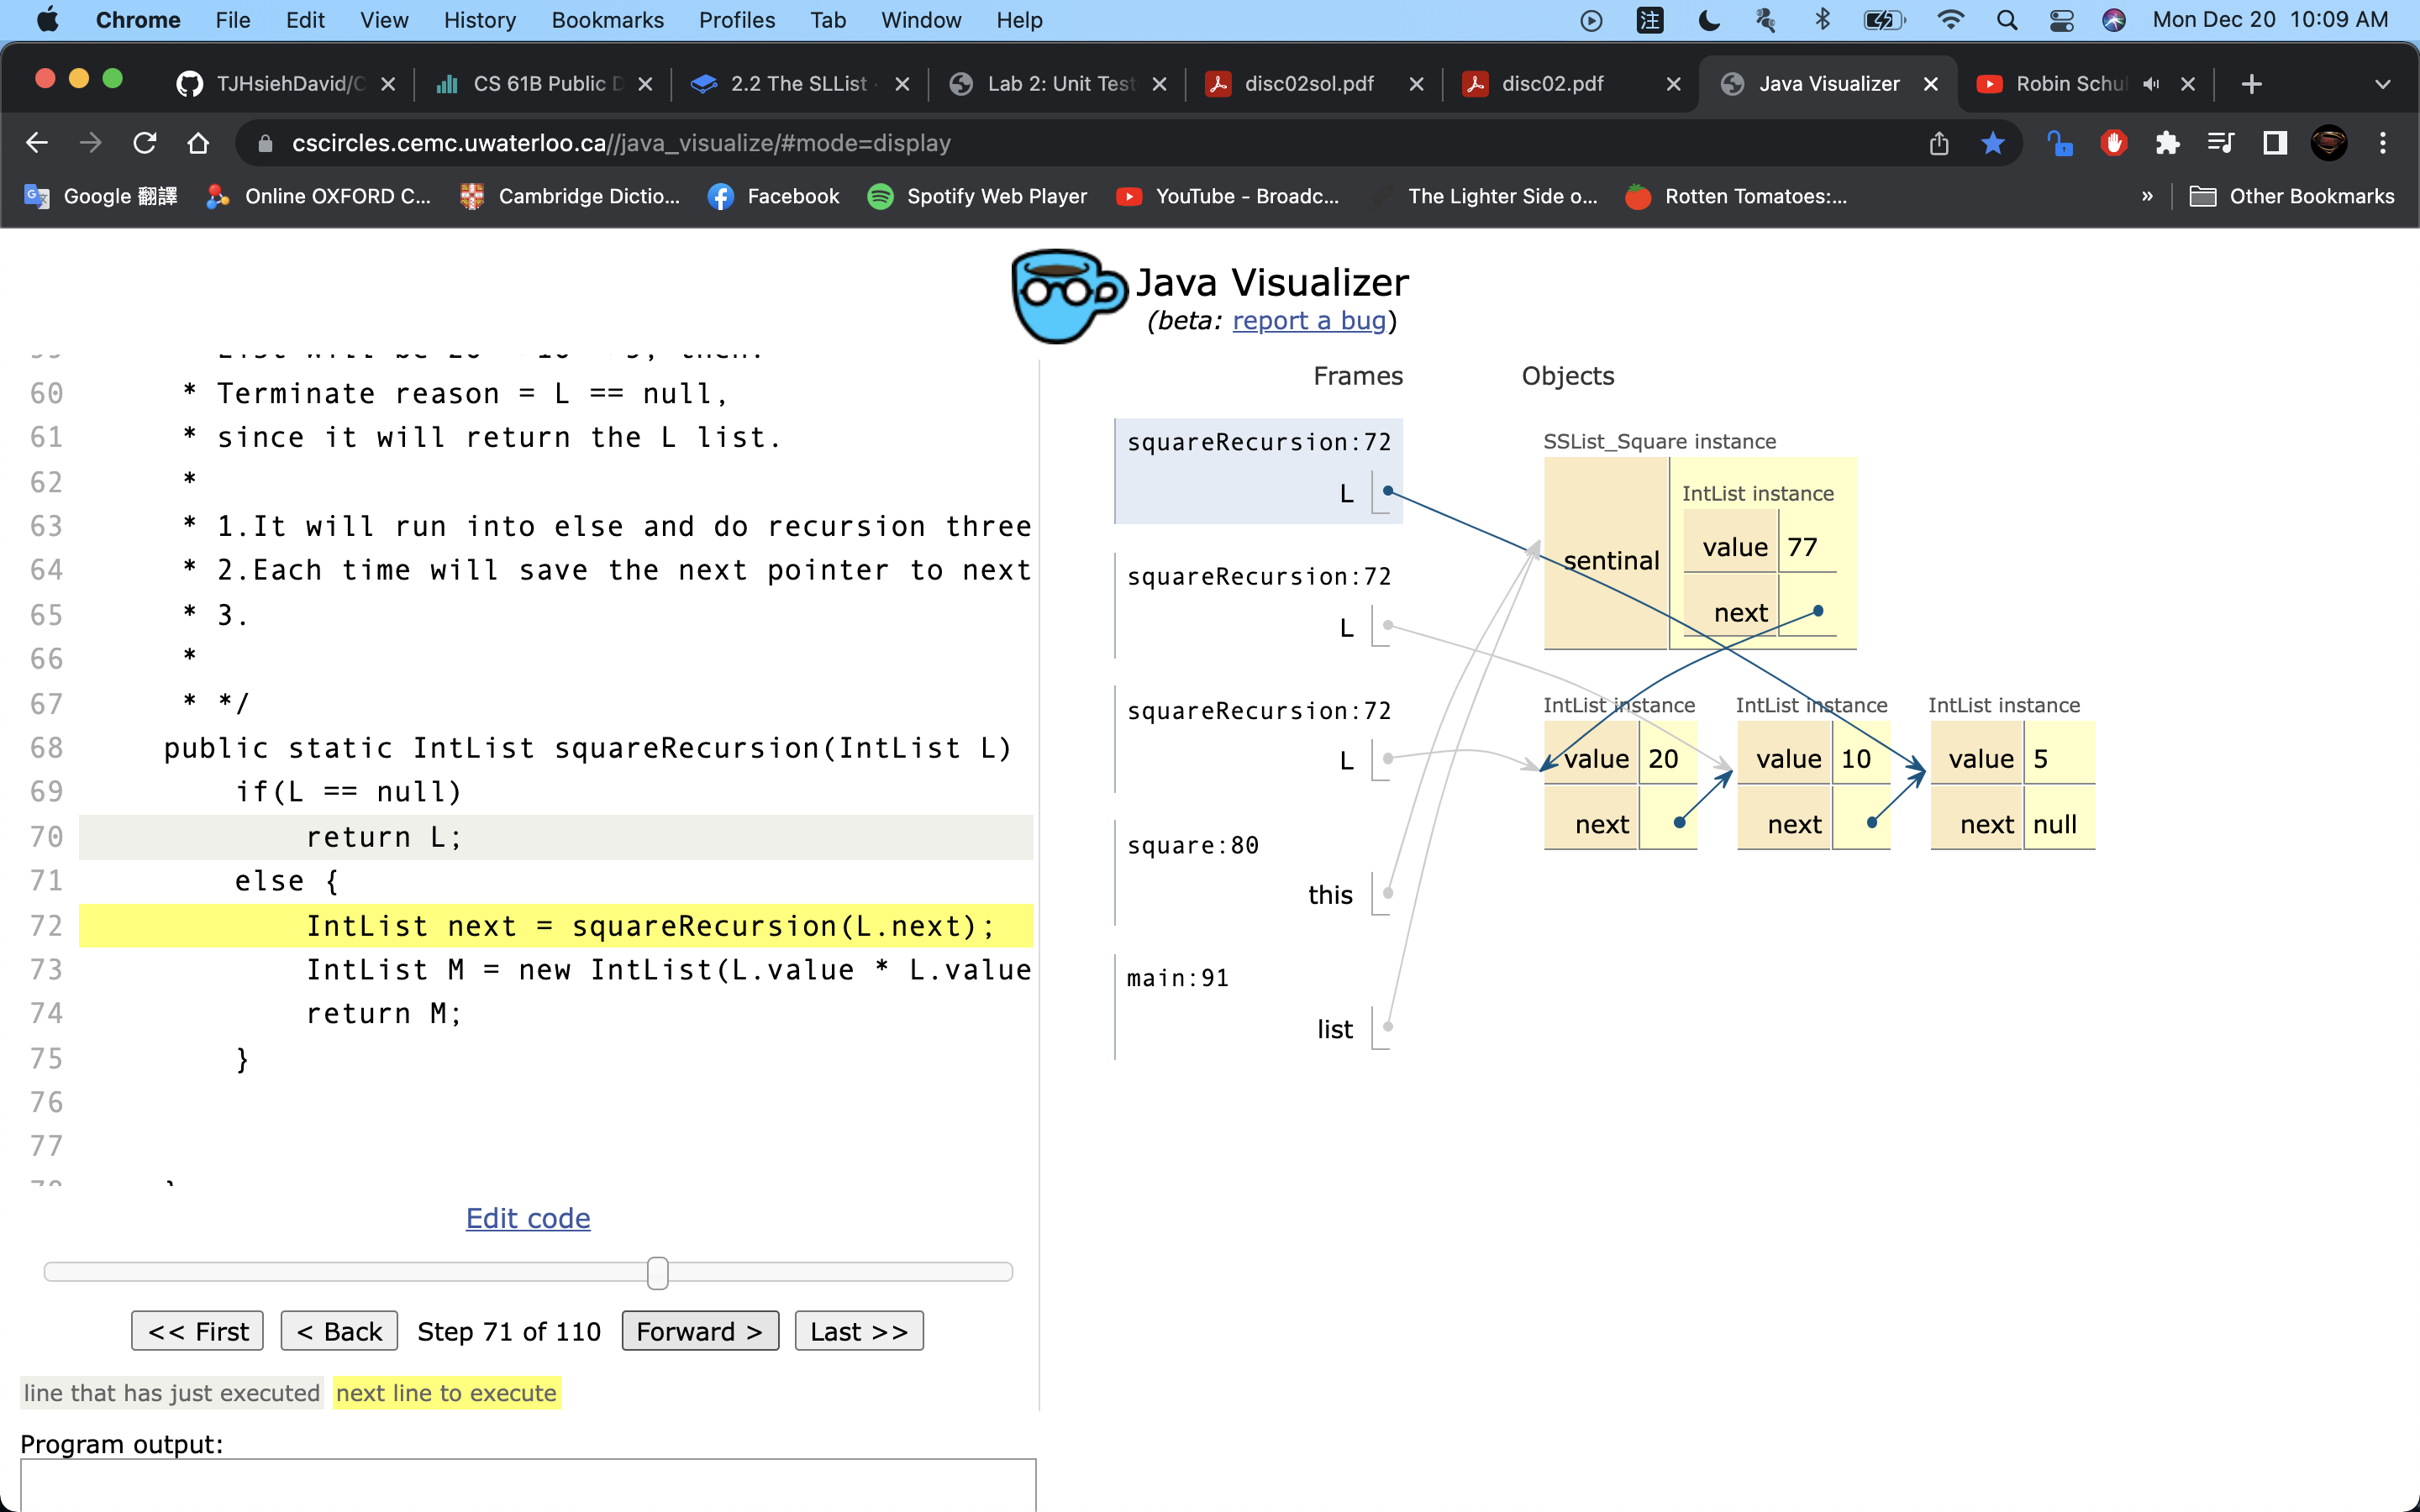 Chrome File Edit View History Bookmarks Profiles Tab Window Help 注 Mon Dec 20 10:09 AM
TJHsiehDavid/C CS 61B Public D 2.2 The SLList · Lab 2: Unit Test disc02sol.pdf disc02.pdf Java Visualizer Robin Schul
cscircles.cemc.uwaterloo.ca//java_visualize/#mode=display
Google 翻譯 Online OXFORD C... Cambridge Dictio... Facebook Spotify Web Player YouTube - Broadc... The Lighter Side o... Rotten Tomatoes:... » Other Bookmarks
Java Visualizer
(beta: report a bug)
60 * Terminate reason = L == null,
61 * since it will return the L list.
62 *
63 * 1.It will run into else and do recursion three
64 * 2.Each time will save the next pointer to next
65 * 3.
66 *
67 * */
68 public static IntList squareRecursion(IntList L)
69 if(L == null)
70 return L;
71 else {
72 IntList next = squareRecursion(L.next);
73 IntList M = new IntList(L.value * L.value
74 return M;
75 }
76
77
Edit code
<< First < Back Step 71 of 110 Forward > Last >>
line that has just executed next line to execute
Program output:
Frames Objects
squareRecursion:72
L
squareRecursion:72
L
squareRecursion:72
L
square:80
this
main:91
list
SSList_Square instance
sentinal
IntList instance
value 77
next
IntList instance IntList instance IntList instance
value 20 value 10 value 5
next next next null